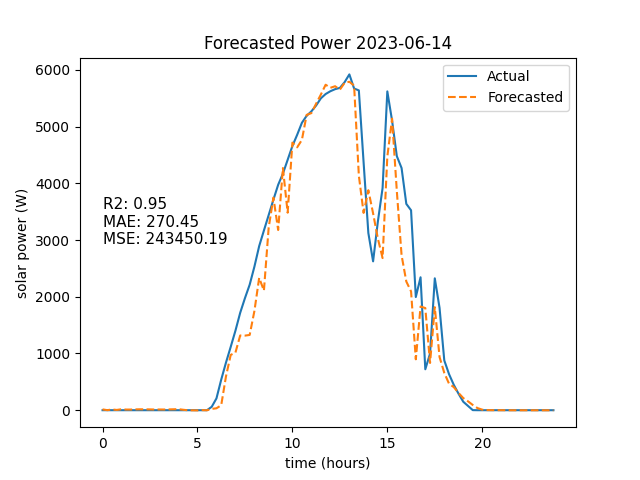 Forecasted Power 2023-06-14
6000
5000
4000
3000
2000
1000
0
solar power (W)
Actual
Forecasted
R2: 0.95
MAE: 270.45
MSE: 243450.19
0 5 10 15 20
time (hours)